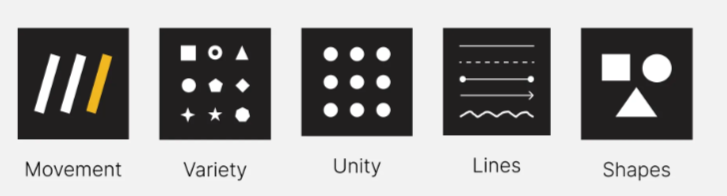 Movement
Variety
Unity
Lines
Shapes